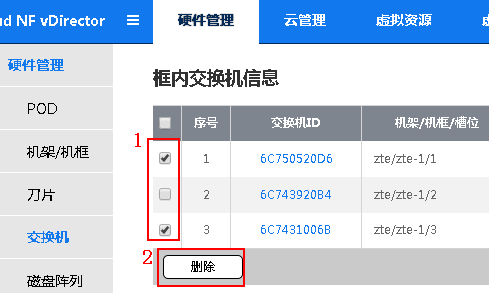 ud NF vDirector 硬件管理 云管理 虚拟资源
硬件管理
POD
机架/机框
刀片
交换机
磁盘阵列
框内交换机信息
序号 交换机ID 机架/机框/槽位
1
1 6C750520D6 zte/zte-1/1
2 6C743920B4 zte/zte-1/2
3 6C7431006B zte/zte-1/3
2
删除